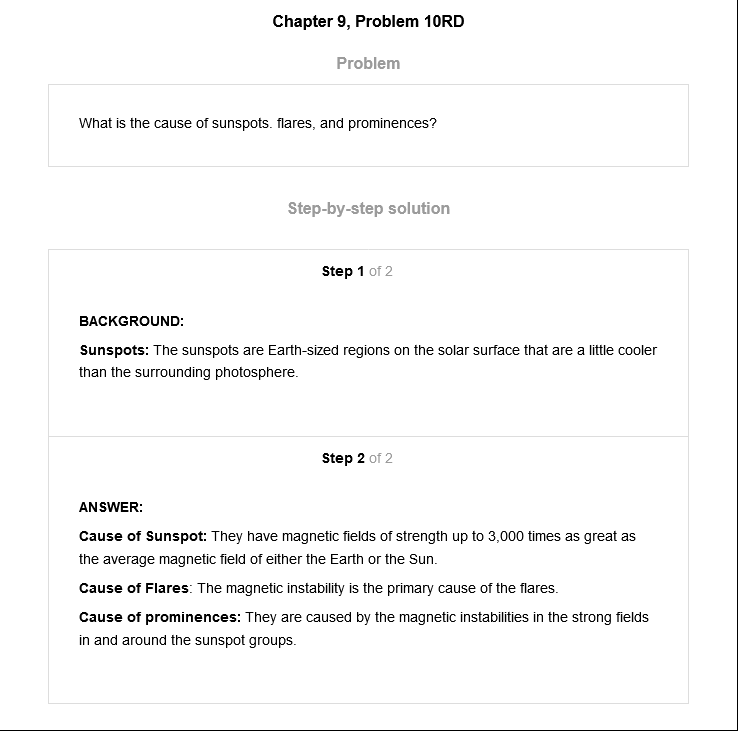 Chapter 9, Problem 10RD
Problem
What is the cause of sunspots. flares, and prominences?
Step-by-step solution
Step 1 of 2
BACKGROUND:
Sunspots: The sunspots are Earth-sized regions on the solar surface that are a little cooler
than the surrounding photosphere.
Step 2 of 2
ANSWER:
Cause of Sunspot: They have magnetic fields of strength up to 3,000 times as great as
the average magnetic field of either the Earth or the Sun.
Cause of Flares: The magnetic instability is the primary cause of the flares.
Cause of prominences: They are caused by the magnetic instabilities in the strong fields
in and around the sunspot groups.